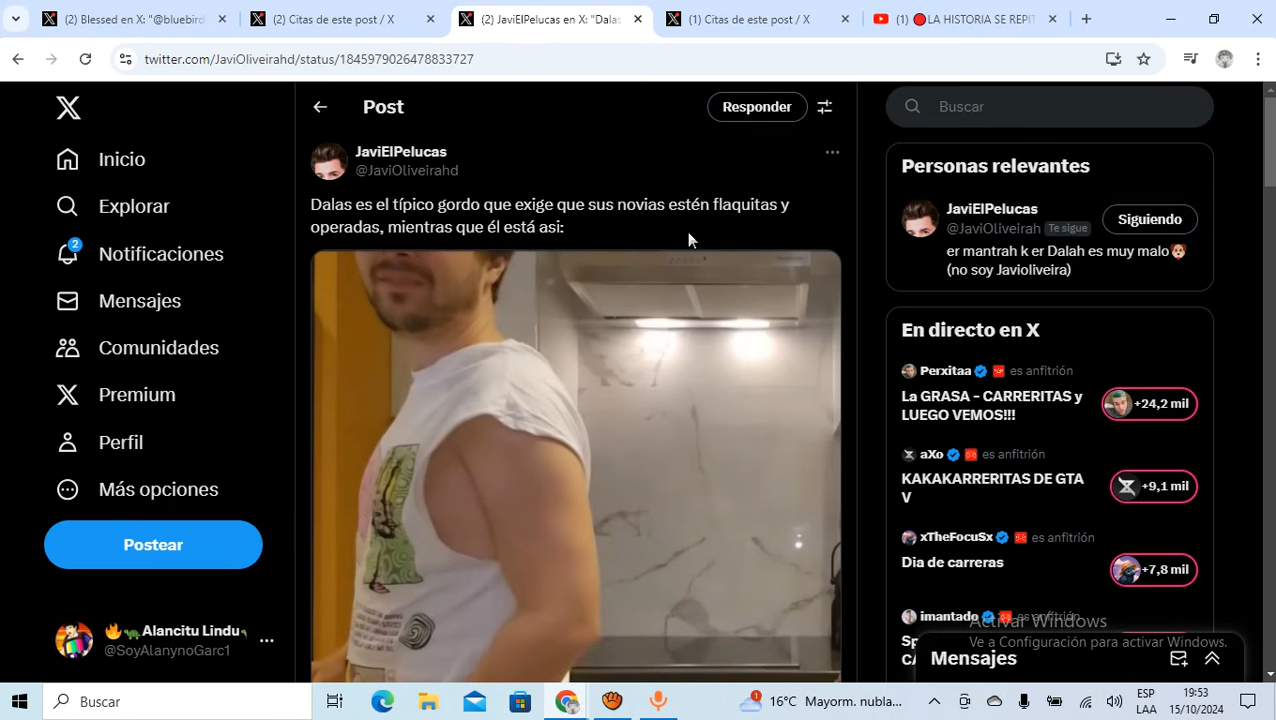 (2) Blessed en X: "@bluebird
(2) Citas de este post / X
(2) JaviElPelucas en X: "Dalas
(1) Citas de este post / X
(1) 🔴LA HISTORIA SE REPIT
twitter.com/JaviOliveirahd/status/1845979026478833727
Inicio
Explorar
Notificaciones
2
Mensajes
Comunidades
Premium
Perfil
Más opciones
Postear
🔥🐢Alancitu Lindu
@SoyAlanynoGarc1
Post
Responder
JaviElPelucas
@JaviOliveirahd
Dalas es el típico gordo que exige que sus novias estén flaquitas y
operadas, mientras que él está asi:
Buscar
Personas relevantes
JaviElPelucas
@JaviOliveirah Te sigue
Siguiendo
er mantrah k er Dalah es muy malo🐶
(no soy Javioliveira)
En directo en X
Perxitaa es anfitrión
La GRASA - CARRERITAS y
LUEGO VEMOS!!!
+24,2 mil
aXo es anfitrión
KAKAKARRERITAS DE GTA
V
+9,1 mil
xTheFocuSx es anfitrión
Dia de carreras
+7,8 mil
imantado es anfitrión
Activar Windows
Ve a Configuración para activar Windows.
Mensajes
Buscar
1
16°C Mayorm. nubla...
ESP
LAA
19:53
15/10/2024